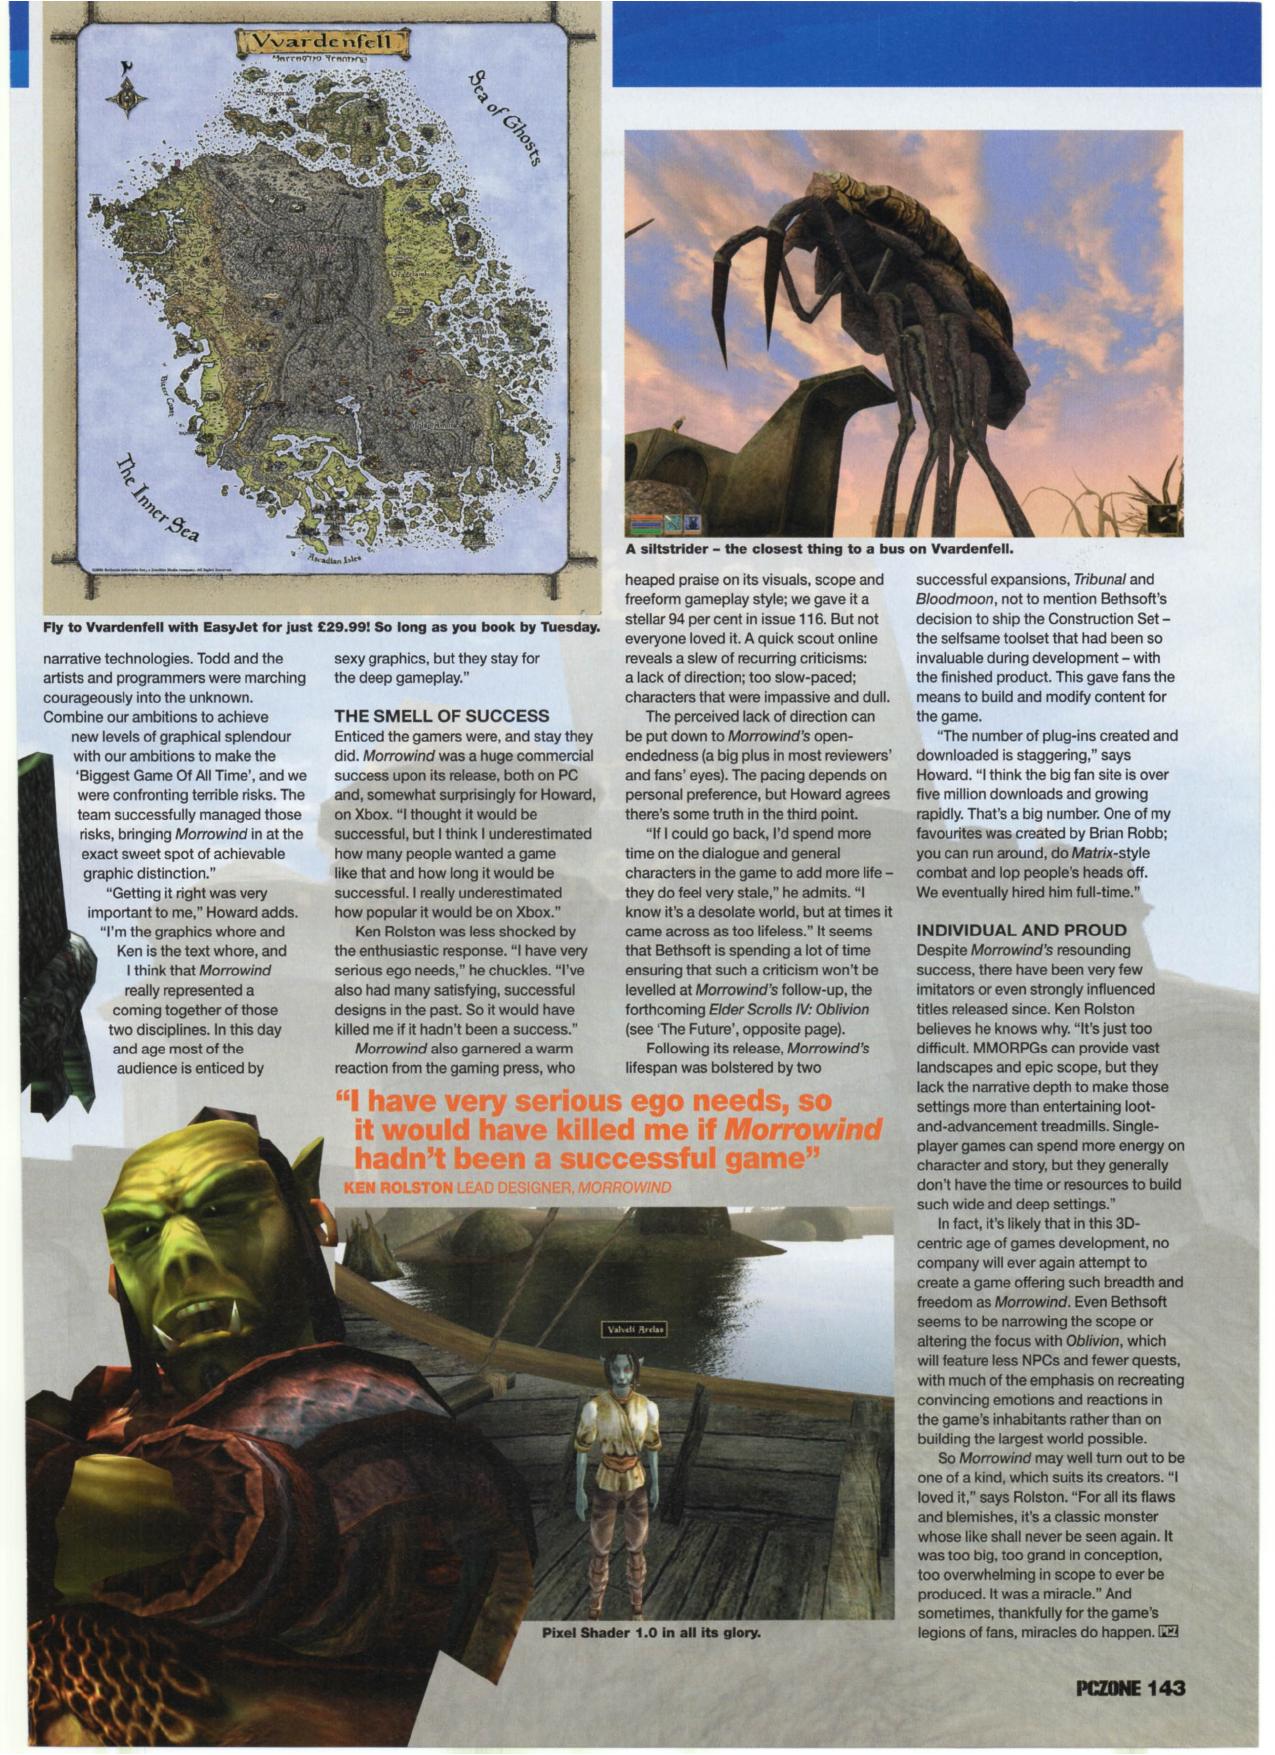 Vvardenfell
Sea of Ghosts
The Inner Sea
Azura's Coast
Ascadian Isles
Fly to Vvardenfell with EasyJet for just £29.99! So long as you book by Tuesday.
A siltstrider – the closest thing to a bus on Vvardenfell.
narrative technologies. Todd and the
artists and programmers were marching
courageously into the unknown.
Combine our ambitions to achieve
new levels of graphical splendour
with our ambitions to make the
‘Biggest Game Of All Time’, and we
were confronting terrible risks. The
team successfully managed those
risks, bringing Morrowind in at the
exact sweet spot of achievable
graphic distinction.”
“Getting it right was very
important to me,” Howard adds.
“I'm the graphics whore and
Ken is the text whore, and
I think that Morrowind
really represented a
coming together of those
two disciplines. In this day
and age most of the
audience is enticed by
sexy graphics, but they stay for
the deep gameplay.”
THE SMELL OF SUCCESS
Enticed the gamers were, and stay they
did. Morrowind was a huge commercial
success upon its release, both on PC
and, somewhat surprisingly for Howard,
on Xbox. “I thought it would be
successful, but I think I underestimated
how many people wanted a game
like that and how long it would be
successful. I really underestimated
how popular it would be on Xbox.”
Ken Rolston was less shocked by
the enthusiastic response. “I have very
serious ego needs,” he chuckles. “I've
also had many satisfying, successful
designs in the past. So it would have
killed me if it hadn't been a success.”
Morrowind also garnered a warm
reaction from the gaming press, who
heaped praise on its visuals, scope and
freeform gameplay style; we gave it a
stellar 94 per cent in issue 116. But not
everyone loved it. A quick scout online
reveals a slew of recurring criticisms:
a lack of direction; too slow-paced;
characters that were impassive and dull.
The perceived lack of direction can
be put down to Morrowind's open-
endedness (a big plus in most reviewers'
and fans' eyes). The pacing depends on
personal preference, but Howard agrees
there's some truth in the third point.
“If I could go back, I'd spend more
time on the dialogue and general
characters in the game to add more life –
they do feel very stale,” he admits. “I
know it's a desolate world, but at times it
came across as too lifeless.” It seems
that Bethsoft is spending a lot of time
ensuring that such a criticism won't be
levelled at Morrowind's follow-up, the
forthcoming Elder Scrolls IV: Oblivion
(see ‘The Future’, opposite page).
Following its release, Morrowind's
lifespan was bolstered by two
successful expansions, Tribunal and
Bloodmoon, not to mention Bethsoft's
decision to ship the Construction Set –
the selfsame toolset that had been so
invaluable during development – with
the finished product. This gave fans the
means to build and modify content for
the game.
“The number of plug-ins created and
downloaded is staggering,” says
Howard. “I think the big fan site is over
five million downloads and growing
rapidly. That's a big number. One of my
favourites was created by Brian Robb;
you can run around, do Matrix-style
combat and lop people's heads off.
We eventually hired him full-time.”
INDIVIDUAL AND PROUD
Despite Morrowind's resounding
success, there have been very few
imitators or even strongly influenced
titles released since. Ken Rolston
believes he knows why. “It's just too
difficult. MMORPGs can provide vast
landscapes and epic scope, but they
lack the narrative depth to make those
settings more than entertaining loot-
and-advancement treadmills. Single-
player games can spend more energy on
character and story, but they generally
don't have the time or resources to build
such wide and deep settings.”
In fact, it's likely that in this 3D-
centric age of games development, no
company will ever again attempt to
create a game offering such breadth and
freedom as Morrowind. Even Bethsoft
seems to be narrowing the scope or
altering the focus with Oblivion, which
will feature less NPCs and fewer quests,
with much of the emphasis on recreating
convincing emotions and reactions in
the game's inhabitants rather than on
building the largest world possible.
So Morrowind may well turn out to be
one of a kind, which suits its creators. “I
loved it,” says Rolston. “For all its flaws
and blemishes, it's a classic monster
whose like shall never be seen again. It
was too big, too grand in conception,
too overwhelming in scope to ever be
produced. It was a miracle.” And
sometimes, thankfully for the game's
legions of fans, miracles do happen. PCZ
“I have very serious ego needs, so
it would have killed me if Morrowind
hadn't been a successful game”
KEN ROLSTON LEAD DESIGNER, MORROWIND
Pixel Shader 1.0 in all its glory.
PCZONE 143